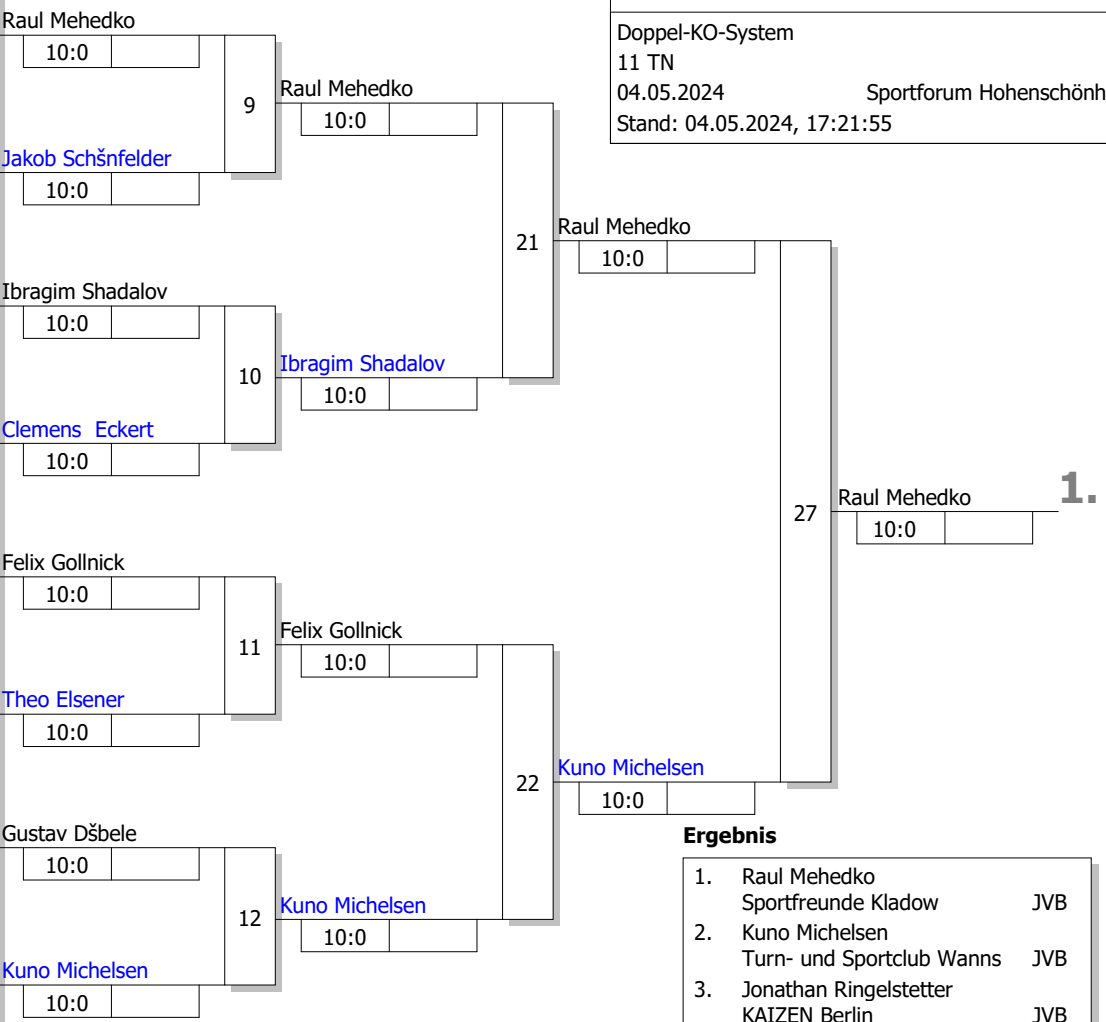 Raul Mehedko
10:0
Doppel-KO-System
11 TN
04.05.2024 Sportforum Hohenschönh
Stand: 04.05.2024, 17:21:55
9
Raul Mehedko
10:0
Jakob Schšnfelder
10:0
21
Raul Mehedko
10:0
Ibragim Shadalov
10:0
10
Ibragim Shadalov
10:0
Clemens Eckert
10:0
27
Raul Mehedko
10:0
1.
Felix Gollnick
10:0
11
Felix Gollnick
10:0
Theo Elsener
10:0
22
Kuno Michelsen
10:0
Gustav Dšbele
10:0
12
Kuno Michelsen
10:0
Kuno Michelsen
10:0
Ergebnis
1. Raul Mehedko
Sportfreunde Kladow JVB
2. Kuno Michelsen
Turn- und Sportclub Wanns JVB
3. Jonathan Ringelstetter
KAIZEN Berlin JVB